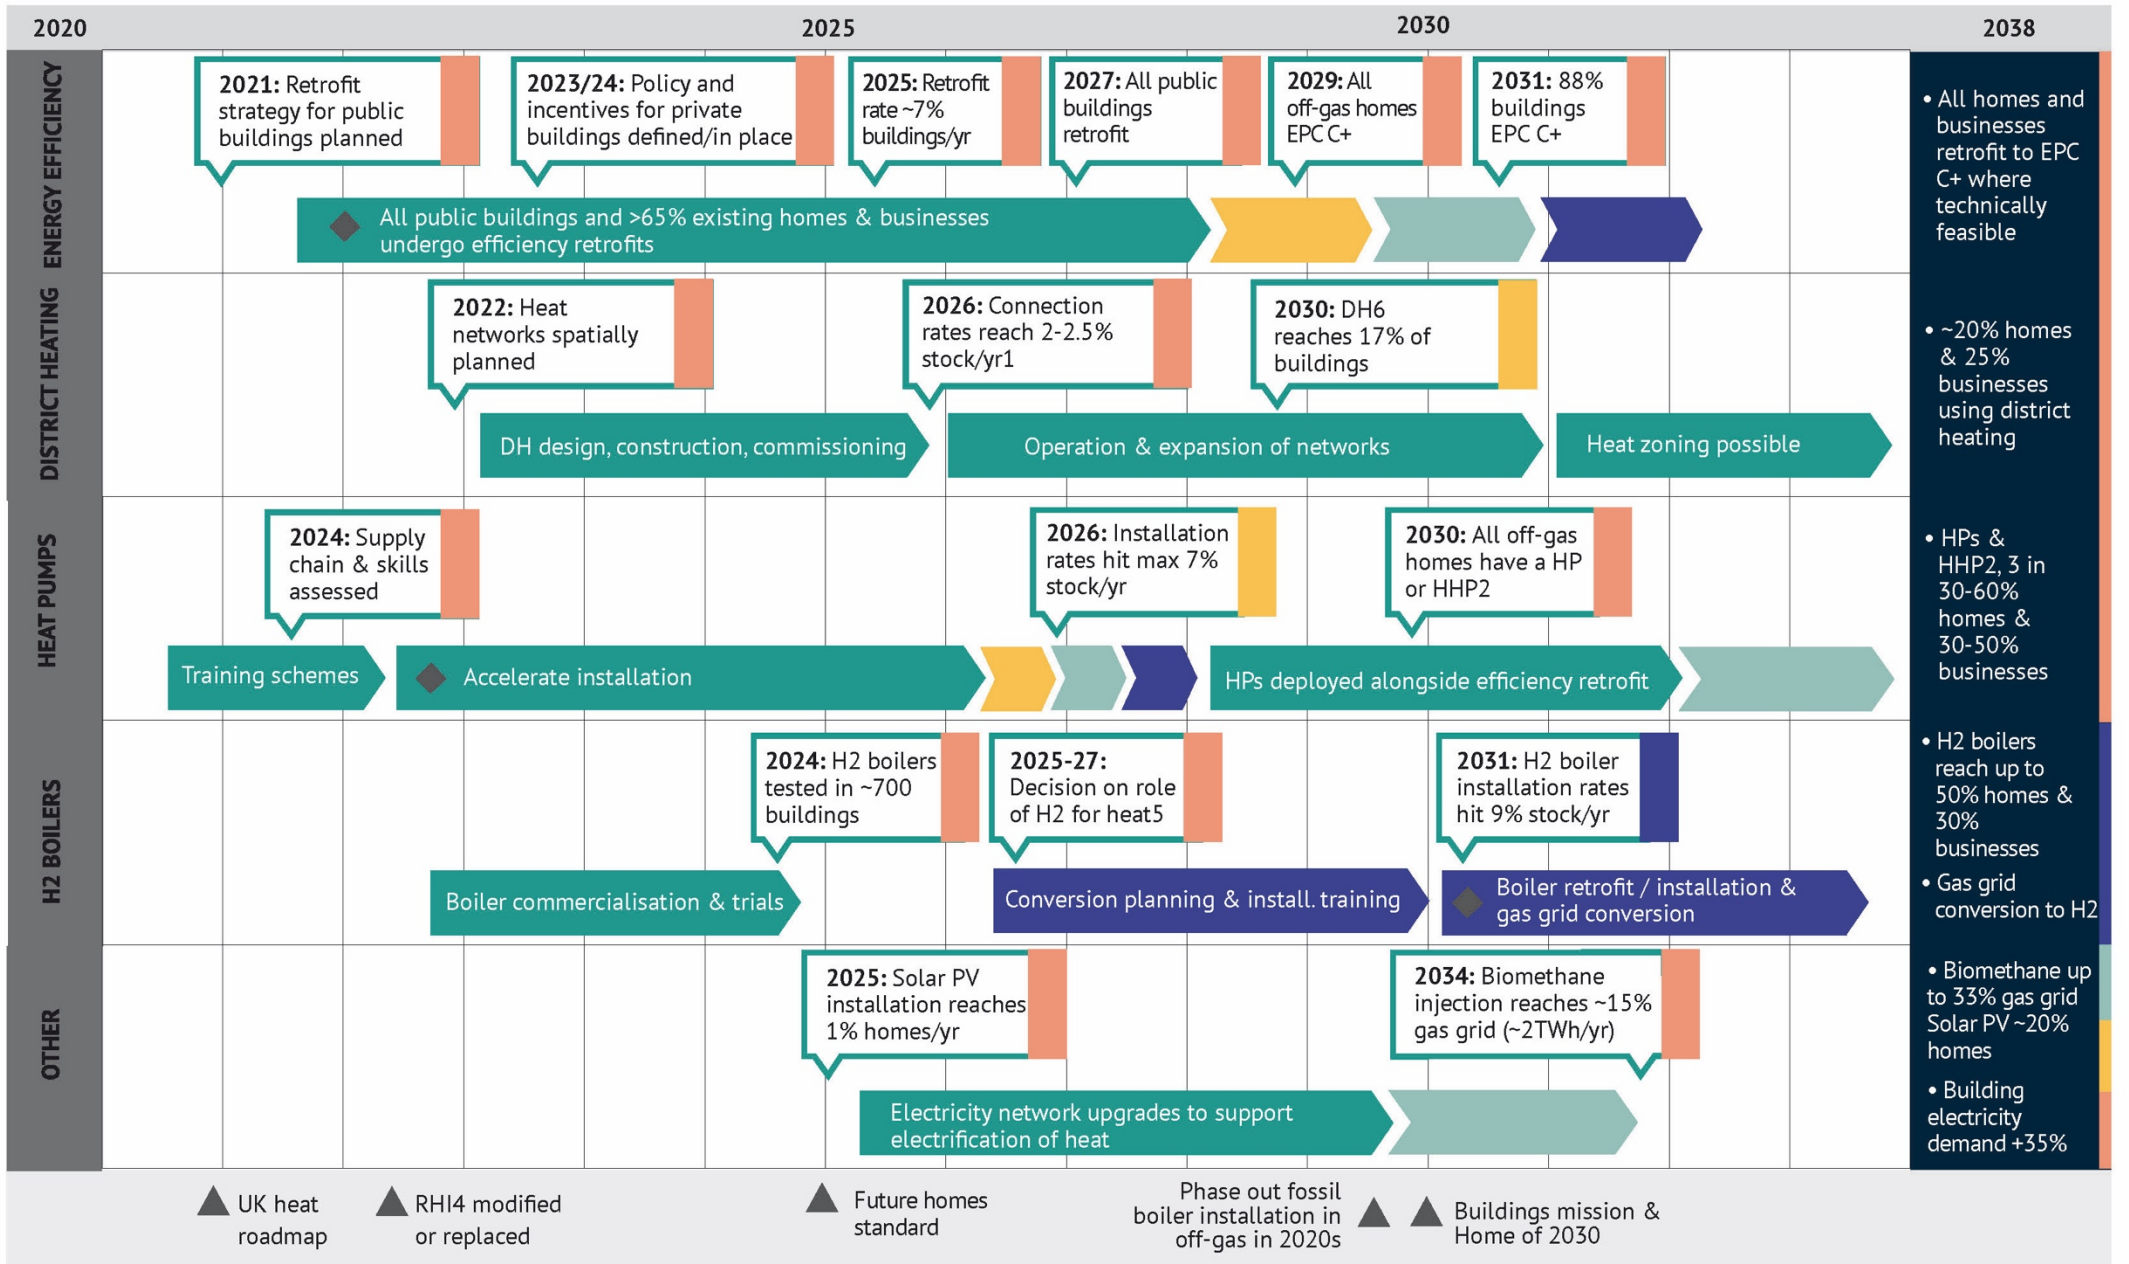 2020
2025
2030
2038
ENERGY EFFICIENCY
2021: Retrofit
strategy for public
buildings planned
2023/24: Policy and
incentives for private
buildings defined/in place
2025: Retrofit
rate ~7%
buildings/yr
2027: All public
buildings
retrofit
2029: All
off-gas homes
EPC C+
2031: 88%
buildings
EPC C+
All public buildings and >65% existing homes & businesses
undergo efficiency retrofits
• All homes and
businesses
retrofit to EPC
C+ where
technically
feasible
DISTRICT HEATING
2022: Heat
networks spatially
planned
2026: Connection
rates reach 2-2.5%
stock/yr1
2030: DH6
reaches 17% of
buildings
DH design, construction, commissioning
Operation & expansion of networks
Heat zoning possible
• ~20% homes
& 25%
businesses
using district
heating
HEAT PUMPS
2024: Supply
chain & skills
assessed
2026: Installation
rates hit max 7%
stock/yr
2030: All off-gas
homes have a HP
or HHP2
Training schemes
Accelerate installation
HPs deployed alongside efficiency retrofit
• HPs &
HHP2, 3 in
30-60%
homes &
30-50%
businesses
H2 BOILERS
2024: H2 boilers
tested in ~700
buildings
2025-27:
Decision on role
of H2 for heat5
2031: H2 boiler
installation rates
hit 9% stock/yr
Boiler commercialisation & trials
Conversion planning & install. training
Boiler retrofit / installation &
gas grid conversion
• H2 boilers
reach up to
50% homes &
30%
businesses
• Gas grid
conversion to H2
OTHER
2025: Solar PV
installation reaches
1% homes/yr
2034: Biomethane
injection reaches ~15%
gas grid (~2TWh/yr)
Electricity network upgrades to support
electrification of heat
• Biomethane up
to 33% gas grid
Solar PV ~20%
homes
• Building
electricity
demand +35%
UK heat
roadmap
RHI4 modified
or replaced
Future homes
standard
Phase out fossil
boiler installation in
off-gas in 2020s
Buildings mission &
Home of 2030